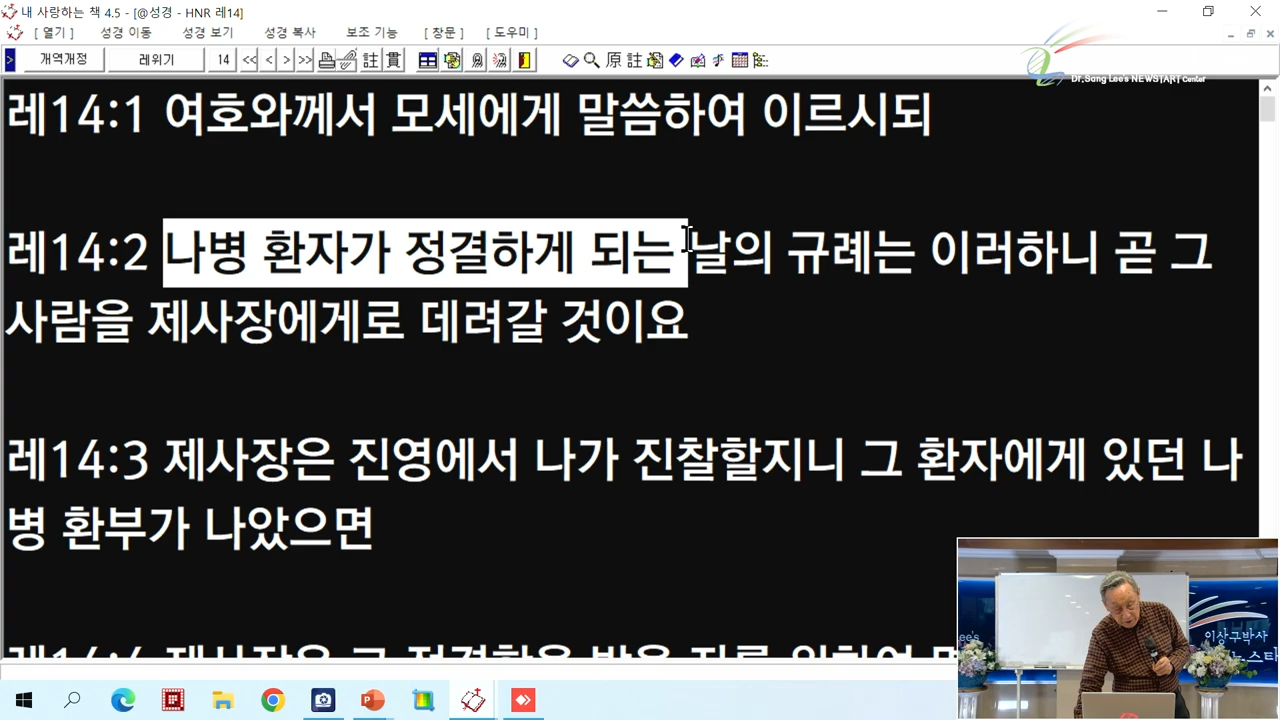 내 사랑하는 책 4.5 - [@성경 - HNR 레14]
[ 열기 ] 성경 이동 성경 보기 성경 복사 보조 기능 [ 창문 ] [ 도우미 ]
개역개정 레위기 14 << < > >> 註 貫 原 註
Dr.Sang Lee's NEWSTART Center
레14:1 여호와께서 모세에게 말씀하여 이르시되
레14:2 나병 환자가 정결하게 되는 날의 규례는 이러하니 곧 그
사람을 제사장에게로 데려갈 것이요
레14:3 제사장은 진영에서 나가 진찰할지니 그 환자에게 있던 나
병 환부가 나았으면
이상구박사